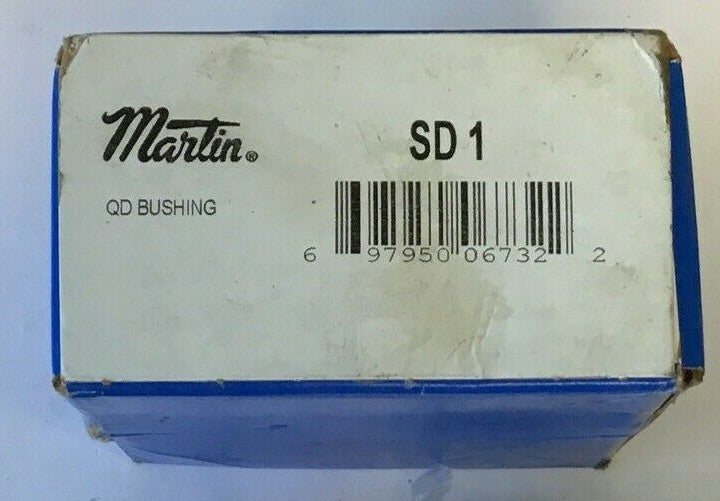 Martin®
SD 1
QD BUSHING
6 97950 06732 2